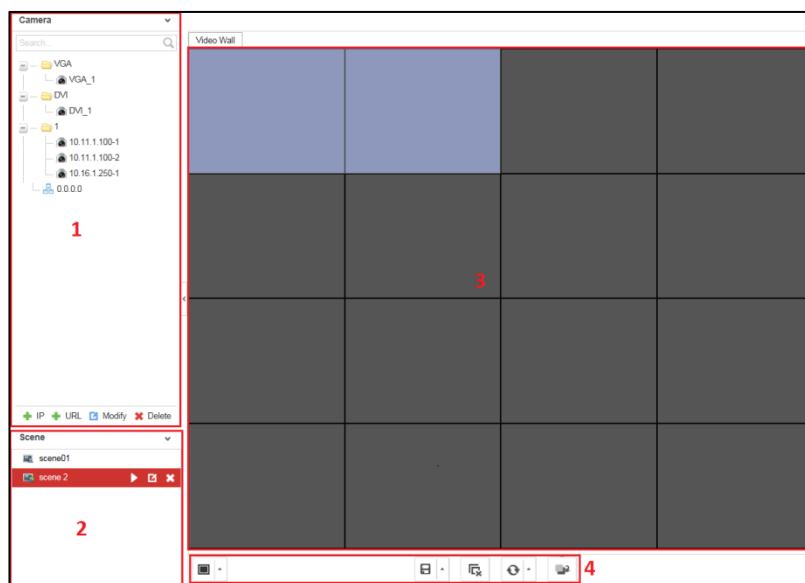 Camera
Search...
VGA
VGA_1
DVI
DVI_1
1
10.11.1.100-1
10.11.1.100-2
10.16.1.250-1
0.0.0.0
1
IP URL Modify Delete
Scene
scene01
scene 2
2
Video Wall
3
4